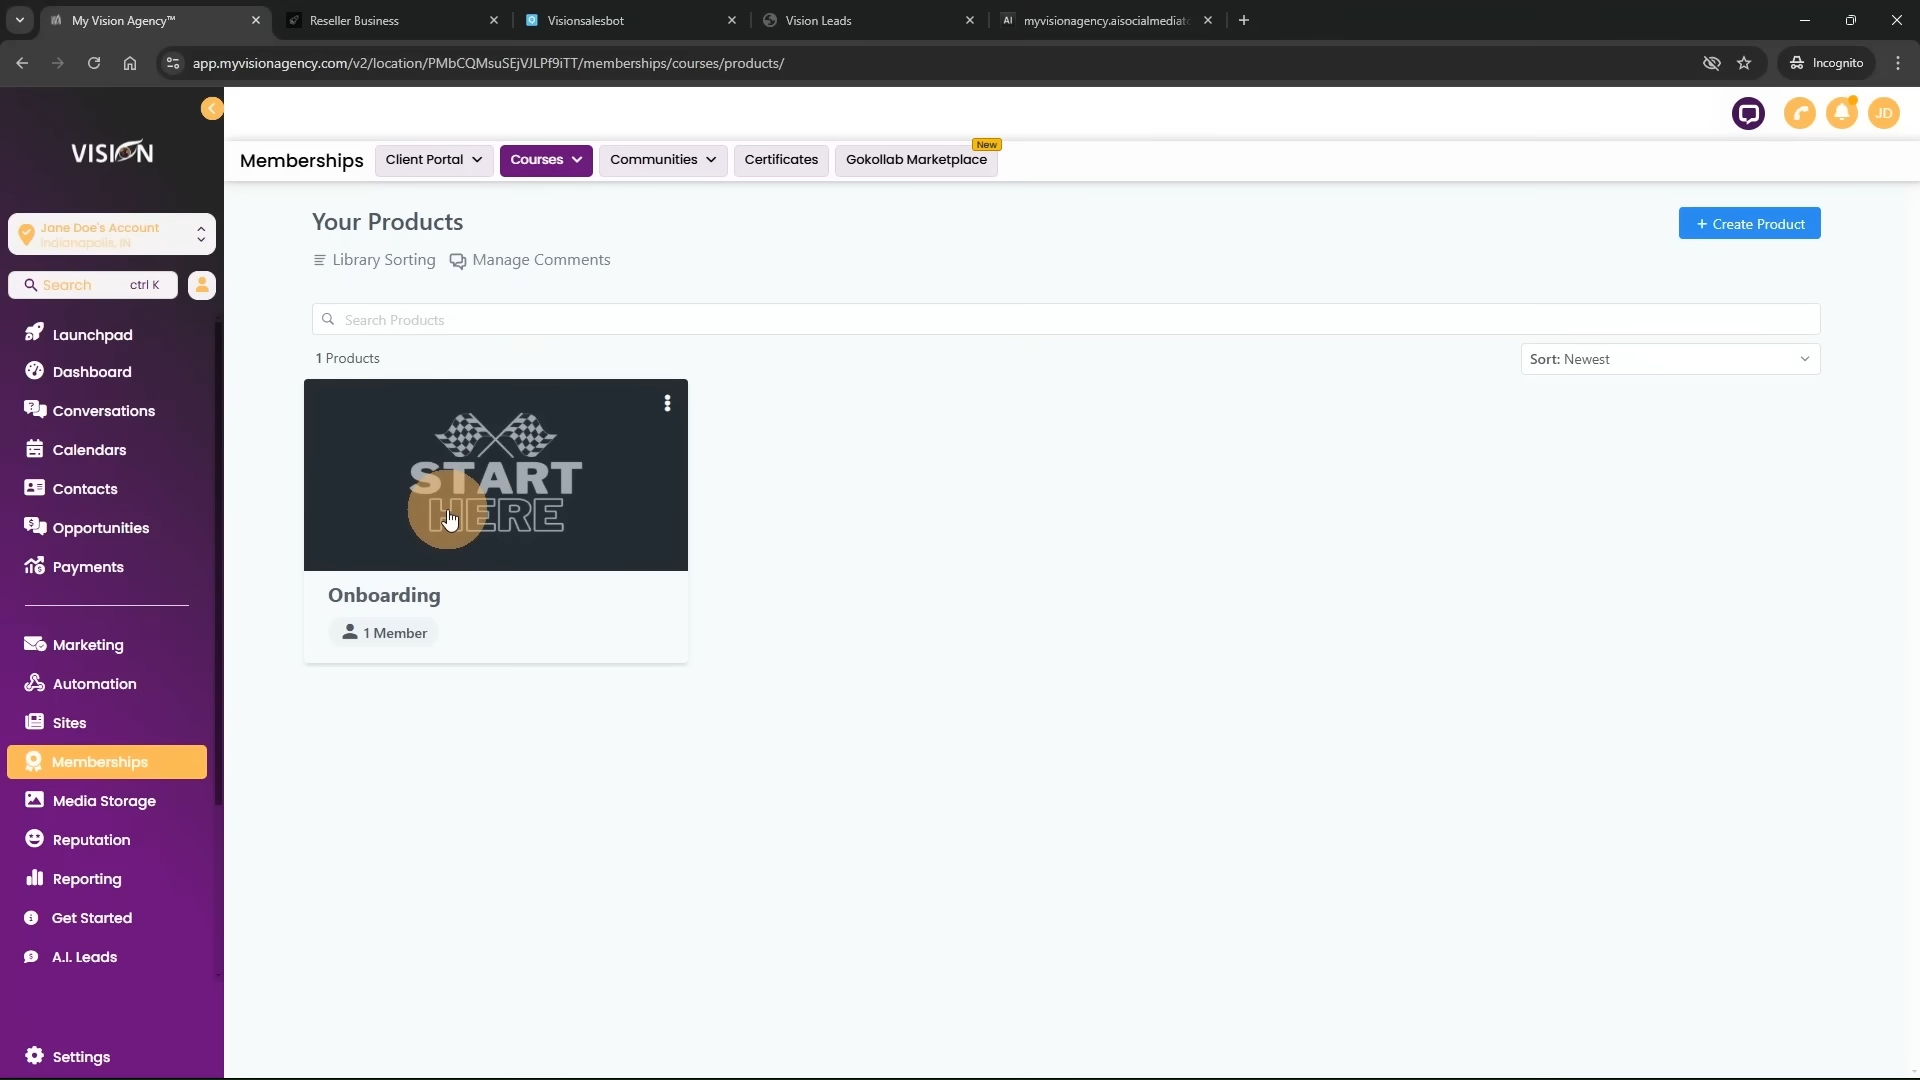 My Vision Agency™
Reseller Business
Visionsalesbot
Vision Leads
AI
myvisionagency.aisocialmediat
app.myvisionagency.com/v2/location/PMbCQMsuSEjVJLPf9iTT/memberships/courses/products/
Incognito
VISION
JD
Memberships
Client Portal
Courses
Communities
Certificates
Gokollab Marketplace
New
Jane Doe's Account
Indianapolis, IN
Search
ctrl K
Your Products
+ Create Product
Library Sorting
Manage Comments
Search Products
1 Products
Sort: Newest
START
HERE
Onboarding
1 Member
Launchpad
Dashboard
Conversations
Calendars
Contacts
Opportunities
Payments
Marketing
Automation
Sites
Memberships
Media Storage
Reputation
Reporting
Get Started
A.I. Leads
Settings